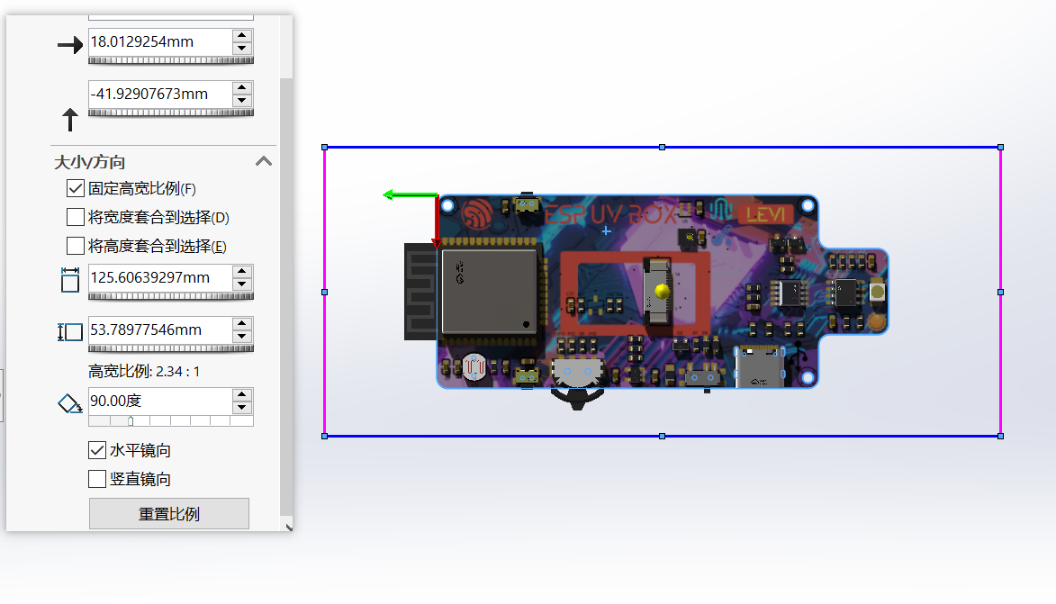 18.0129254mm
-41.92907673mm
大小/方向
固定高宽比例(F)
将宽度套合到选择(D)
将高度套合到选择(E)
125.60639297mm
53.78977546mm
高宽比例: 2.34 : 1
90.00度
水平镜向
竖直镜向
重置比例
ESP UV BOX
LEVI